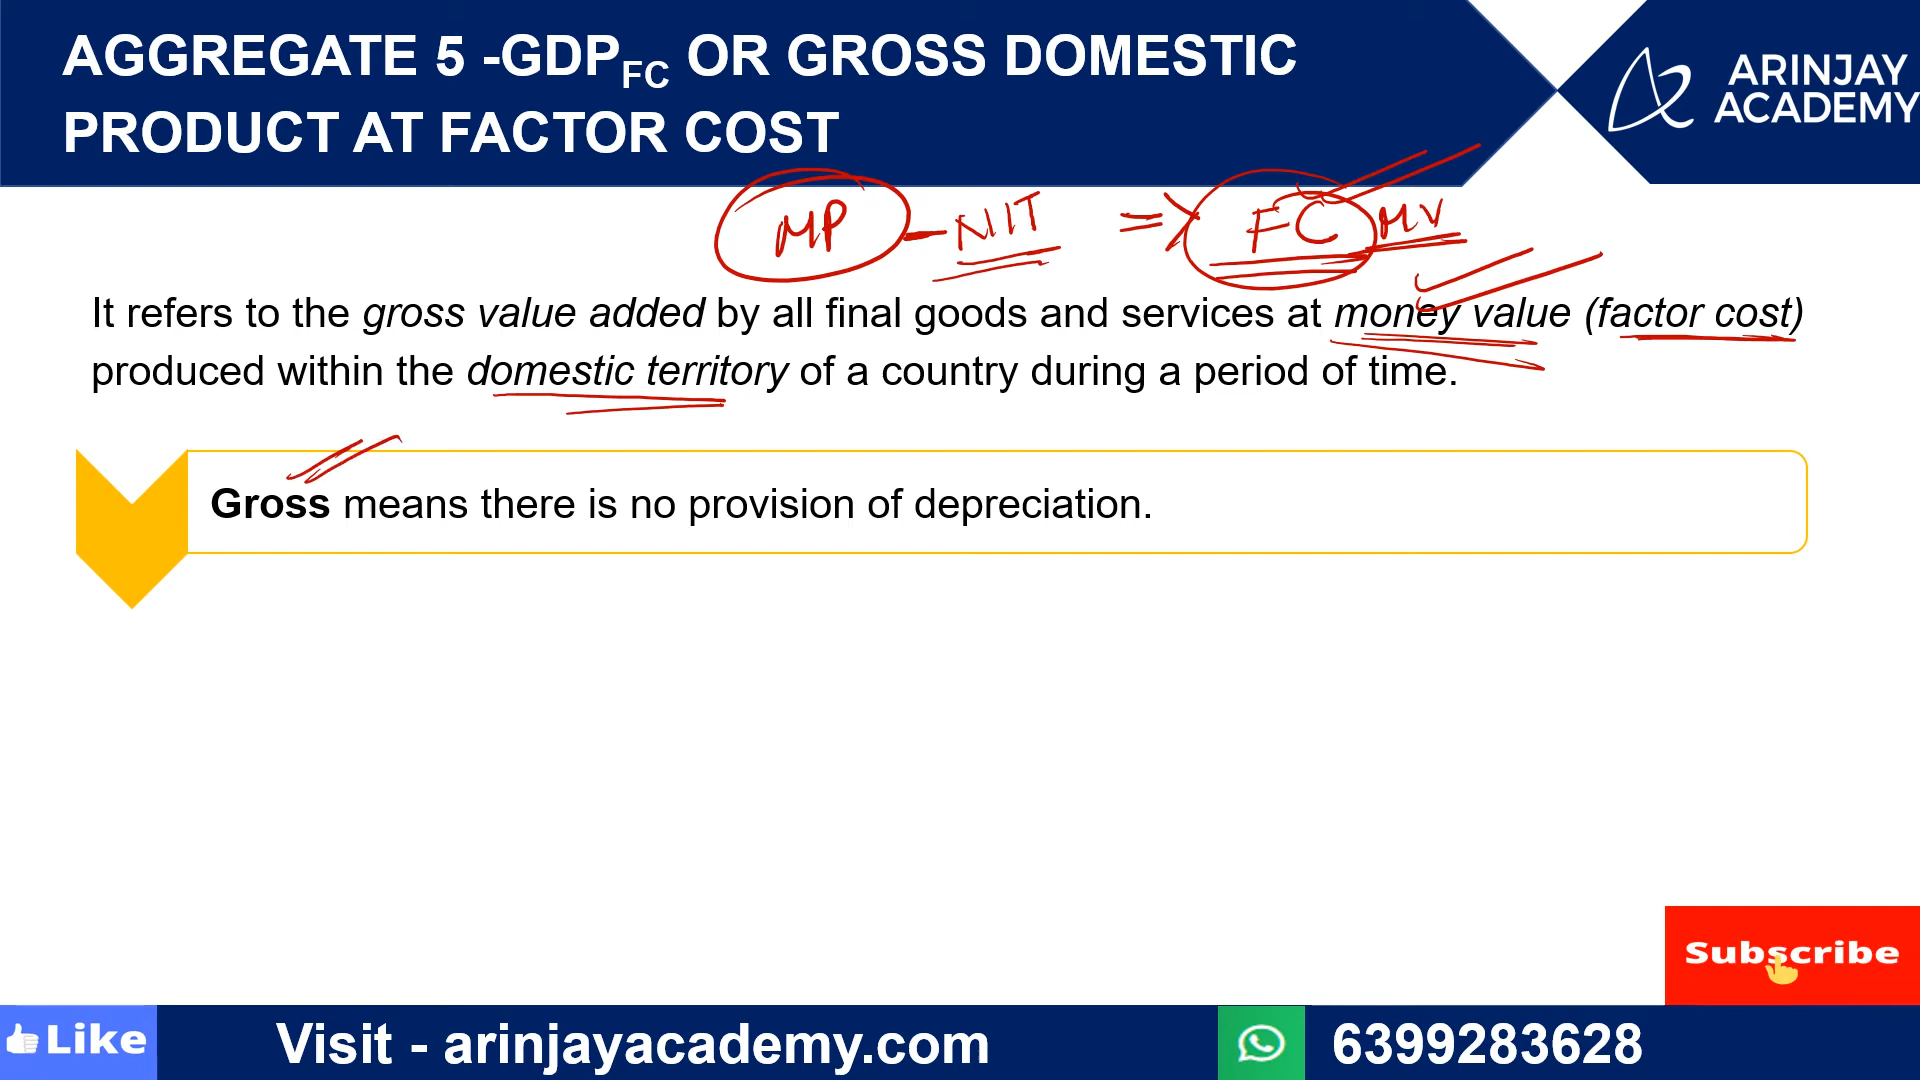 AGGREGATE 5 -GDPFC OR GROSS DOMESTIC
PRODUCT AT FACTOR COST
ARINJAY
ACADEMY
MP - NIT => FC MV
It refers to the gross value added by all final goods and services at money value (factor cost)
produced within the domestic territory of a country during a period of time.
Gross means there is no provision of depreciation.
Subscribe
Like
Visit - arinjayacademy.com
6399283628